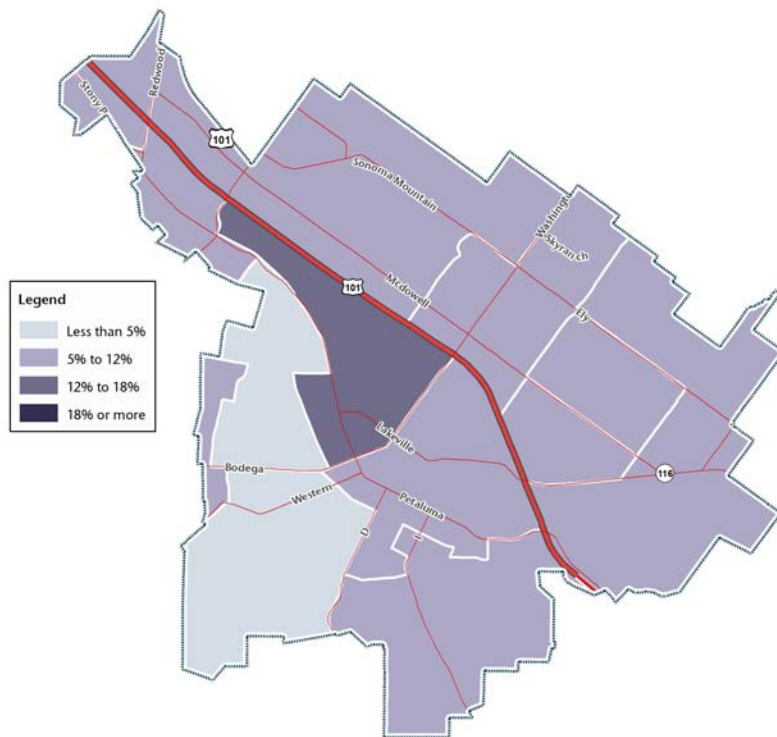 Redwood
Stony P
101
Sonoma Mountain
Washingto
Skyranch
101
Mcdowell
Ely
Legend
Less than 5%
5% to 12%
12% to 18%
18% or more
Lakeville
Bodega
116
Western
Petaluma
D
I